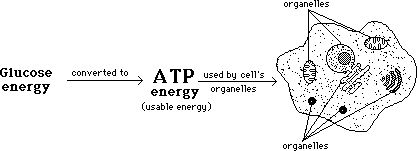 organelles
Glucose
energy
converted to
ATP
energy
(usable energy)
used by cell's
organelles
organelles